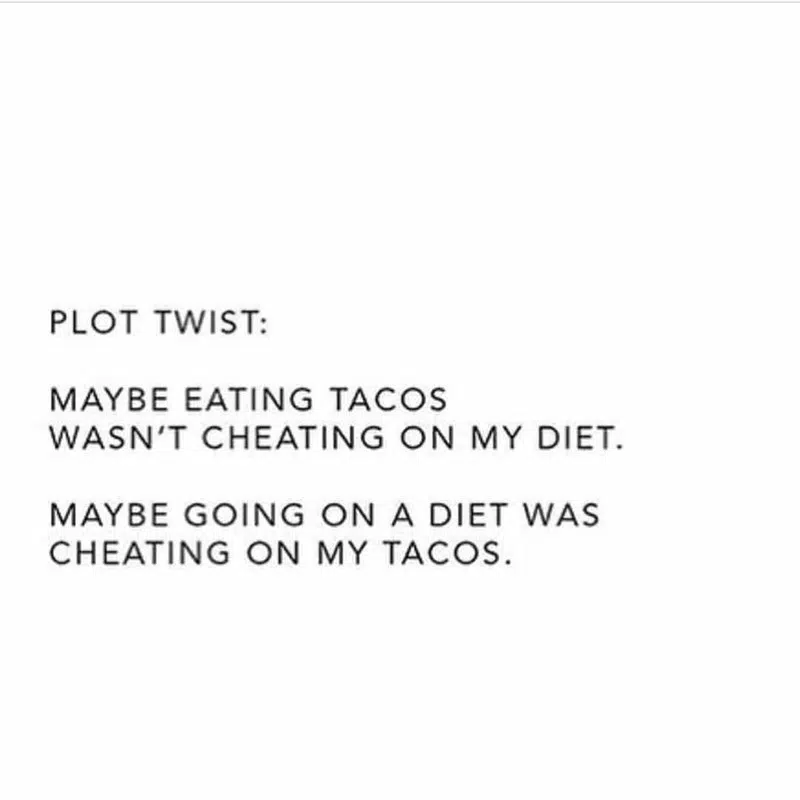 PLOT TWIST:
MAYBE EATING TACOS
WASN'T CHEATING ON MY DIET.
MAYBE GOING ON A DIET WAS
CHEATING ON MY TACOS.